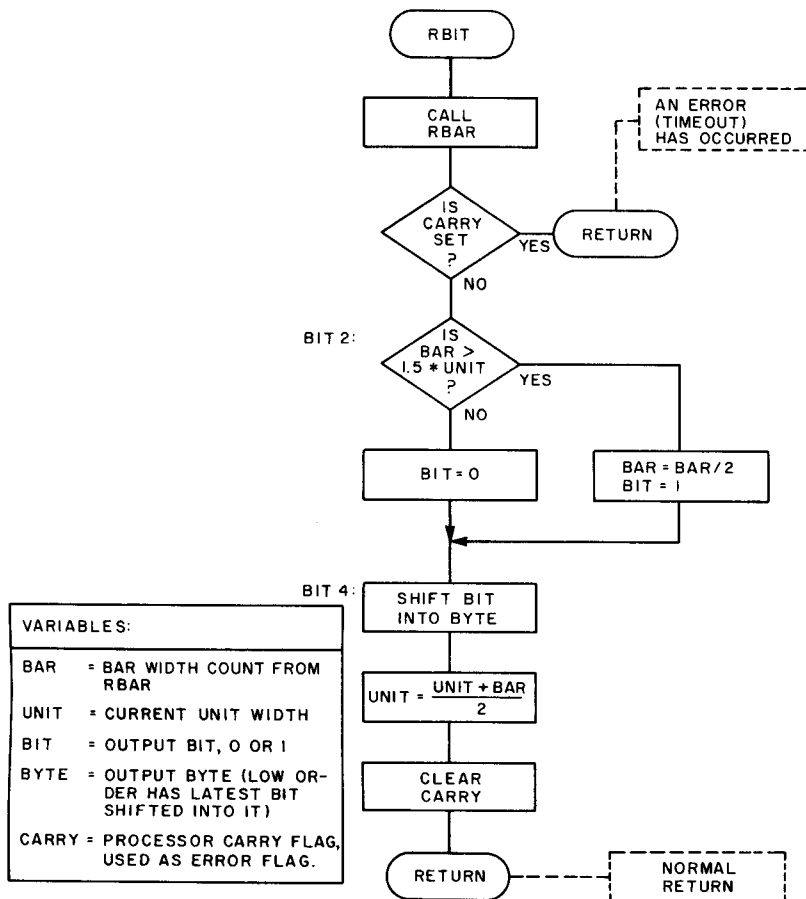 RBIT
CALL
RBAR
AN ERROR
(TIMEOUT)
HAS OCCURRED
IS
CARRY
SET
?
YES
RETURN
NO
BIT 2:
IS
BAR >
1.5 * UNIT
?
YES
NO
BIT = 0
BAR = BAR/2
BIT = 1
BIT 4:
SHIFT BIT
INTO BYTE
UNIT = UNIT + BAR
2
CLEAR
CARRY
RETURN
NORMAL
RETURN
VARIABLES:
BAR = BAR WIDTH COUNT FROM
RBAR
UNIT = CURRENT UNIT WIDTH
BIT = OUTPUT BIT, 0 OR 1
BYTE = OUTPUT BYTE (LOW OR-
DER HAS LATEST BIT
SHIFTED INTO IT)
CARRY = PROCESSOR CARRY FLAG,
USED AS ERROR FLAG.